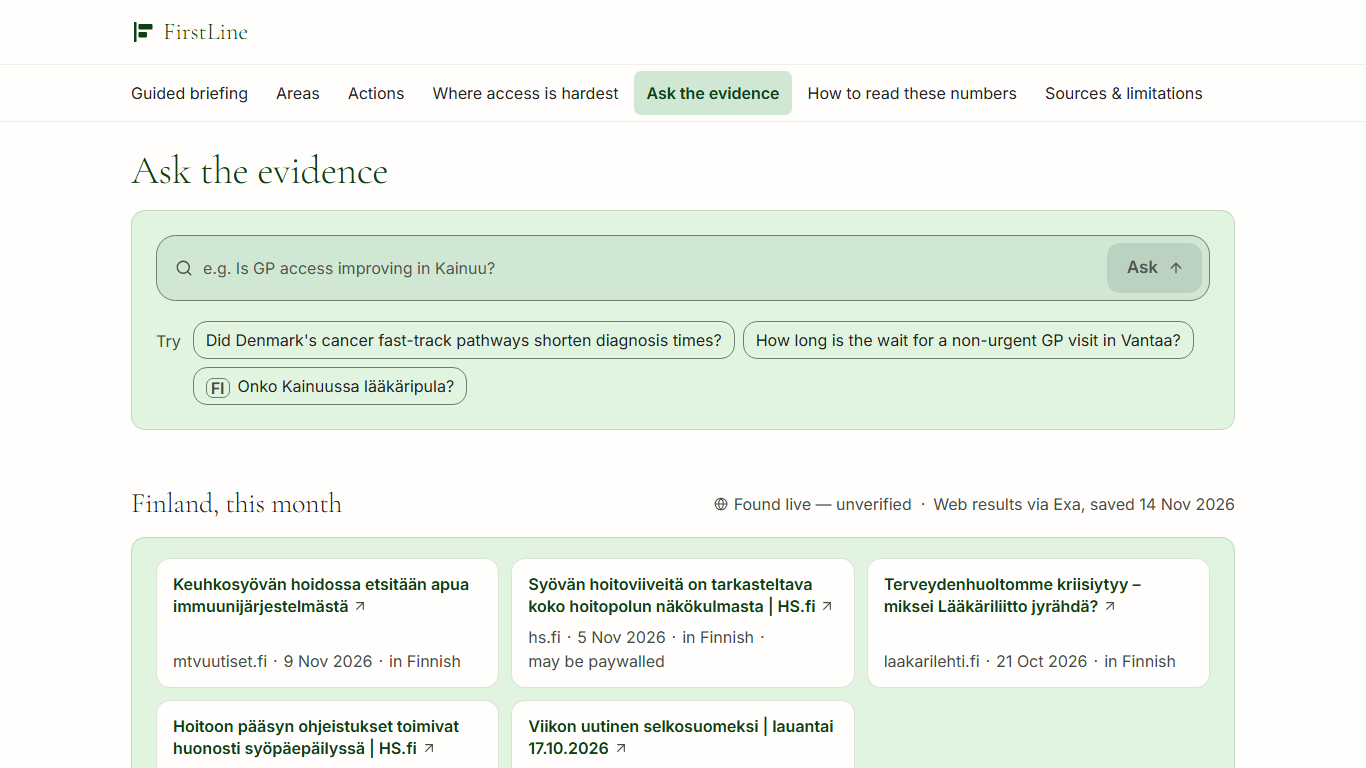 FirstLine
Guided briefing
Areas
Actions
Where access is hardest
Ask the evidence
How to read these numbers
Sources & limitations
Ask the evidence
e.g. Is GP access improving in Kainuu?
Ask
Try
Did Denmark's cancer fast-track pathways shorten diagnosis times?
How long is the wait for a non-urgent GP visit in Vantaa?
FI Onko Kainuussa lääkäripula?
Finland, this month
Found live — unverified · Web results via Exa, saved 14 Nov 2026
Keuhkosyövän hoidossa etsitään apua
immuunijärjestelmästä
mtvuutiset.fi · 9 Nov 2026 · in Finnish
Syövän hoitoviiveitä on tarkasteltava
koko hoitopolun näkökulmasta | HS.fi
hs.fi · 5 Nov 2026 · in Finnish ·
may be paywalled
Terveydenhuoltomme kriisiytyy –
miksei Lääkäriliitto jyrähdä?
laakarilehti.fi · 21 Oct 2026 · in Finnish
Hoitoon pääsyn ohjeistukset toimivat
huonosti syöpäepäilyssä | HS.fi
Viikon uutinen selkosuomeksi | lauantai
17.10.2026